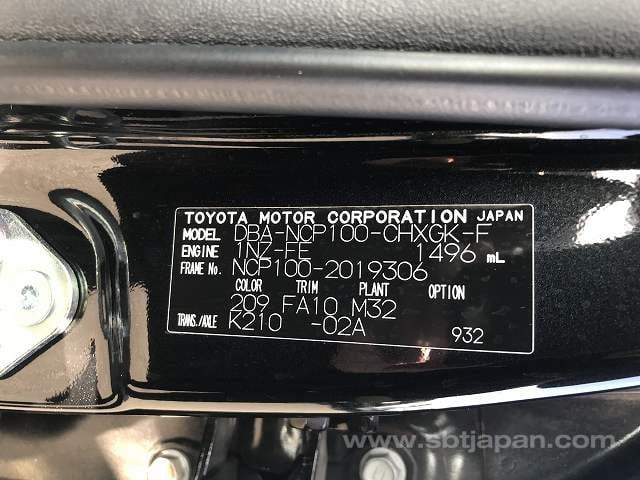 TOYOTA MOTOR CORPORATION JAPAN
MODEL DBA-NCP100-CHXGK-F
ENGINE 1NZ-FE 1496 mL
FRAME No. NCP100-2019306
COLOR TRIM PLANT OPTION
209 FA10 M32
TRANS./AXLE K210 -02A 932
www.sbtjapan.com